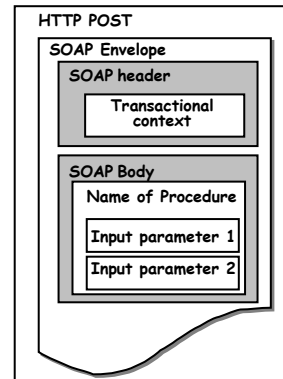 HTTP POST
SOAP Envelope
SOAP header
Transactional
context
SOAP Body
Name of Procedure
Input parameter 1
Input parameter 2